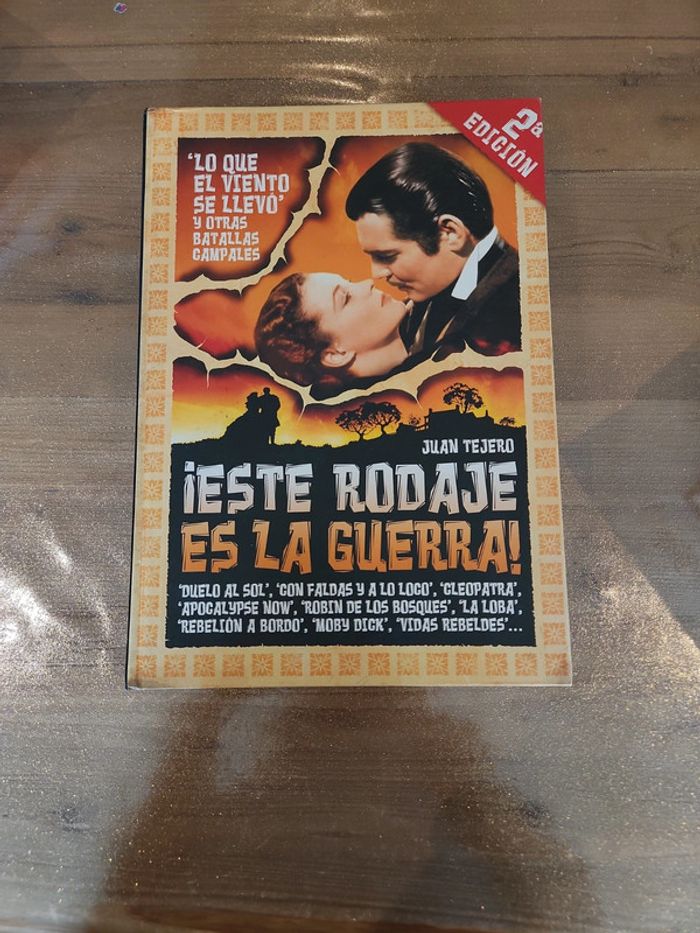 2ª
EDICIÓN
'LO QUE
EL VIENTO
SE LLEVÓ'
Y OTRAS
BATALLAS
CAMPALES
JUAN TEJERO
¡ESTE RODAJE
ES LA GUERRA!
'DUELO AL SOL', 'CON FALDAS Y A LO LOCO', 'CLEOPATRA',
'APOCALYPSE NOW', 'ROBIN DE LOS BOSQUES', 'LA LOBA',
'REBELIÓN A BORDO', 'MOBY DICK', 'VIDAS REBELDES'...